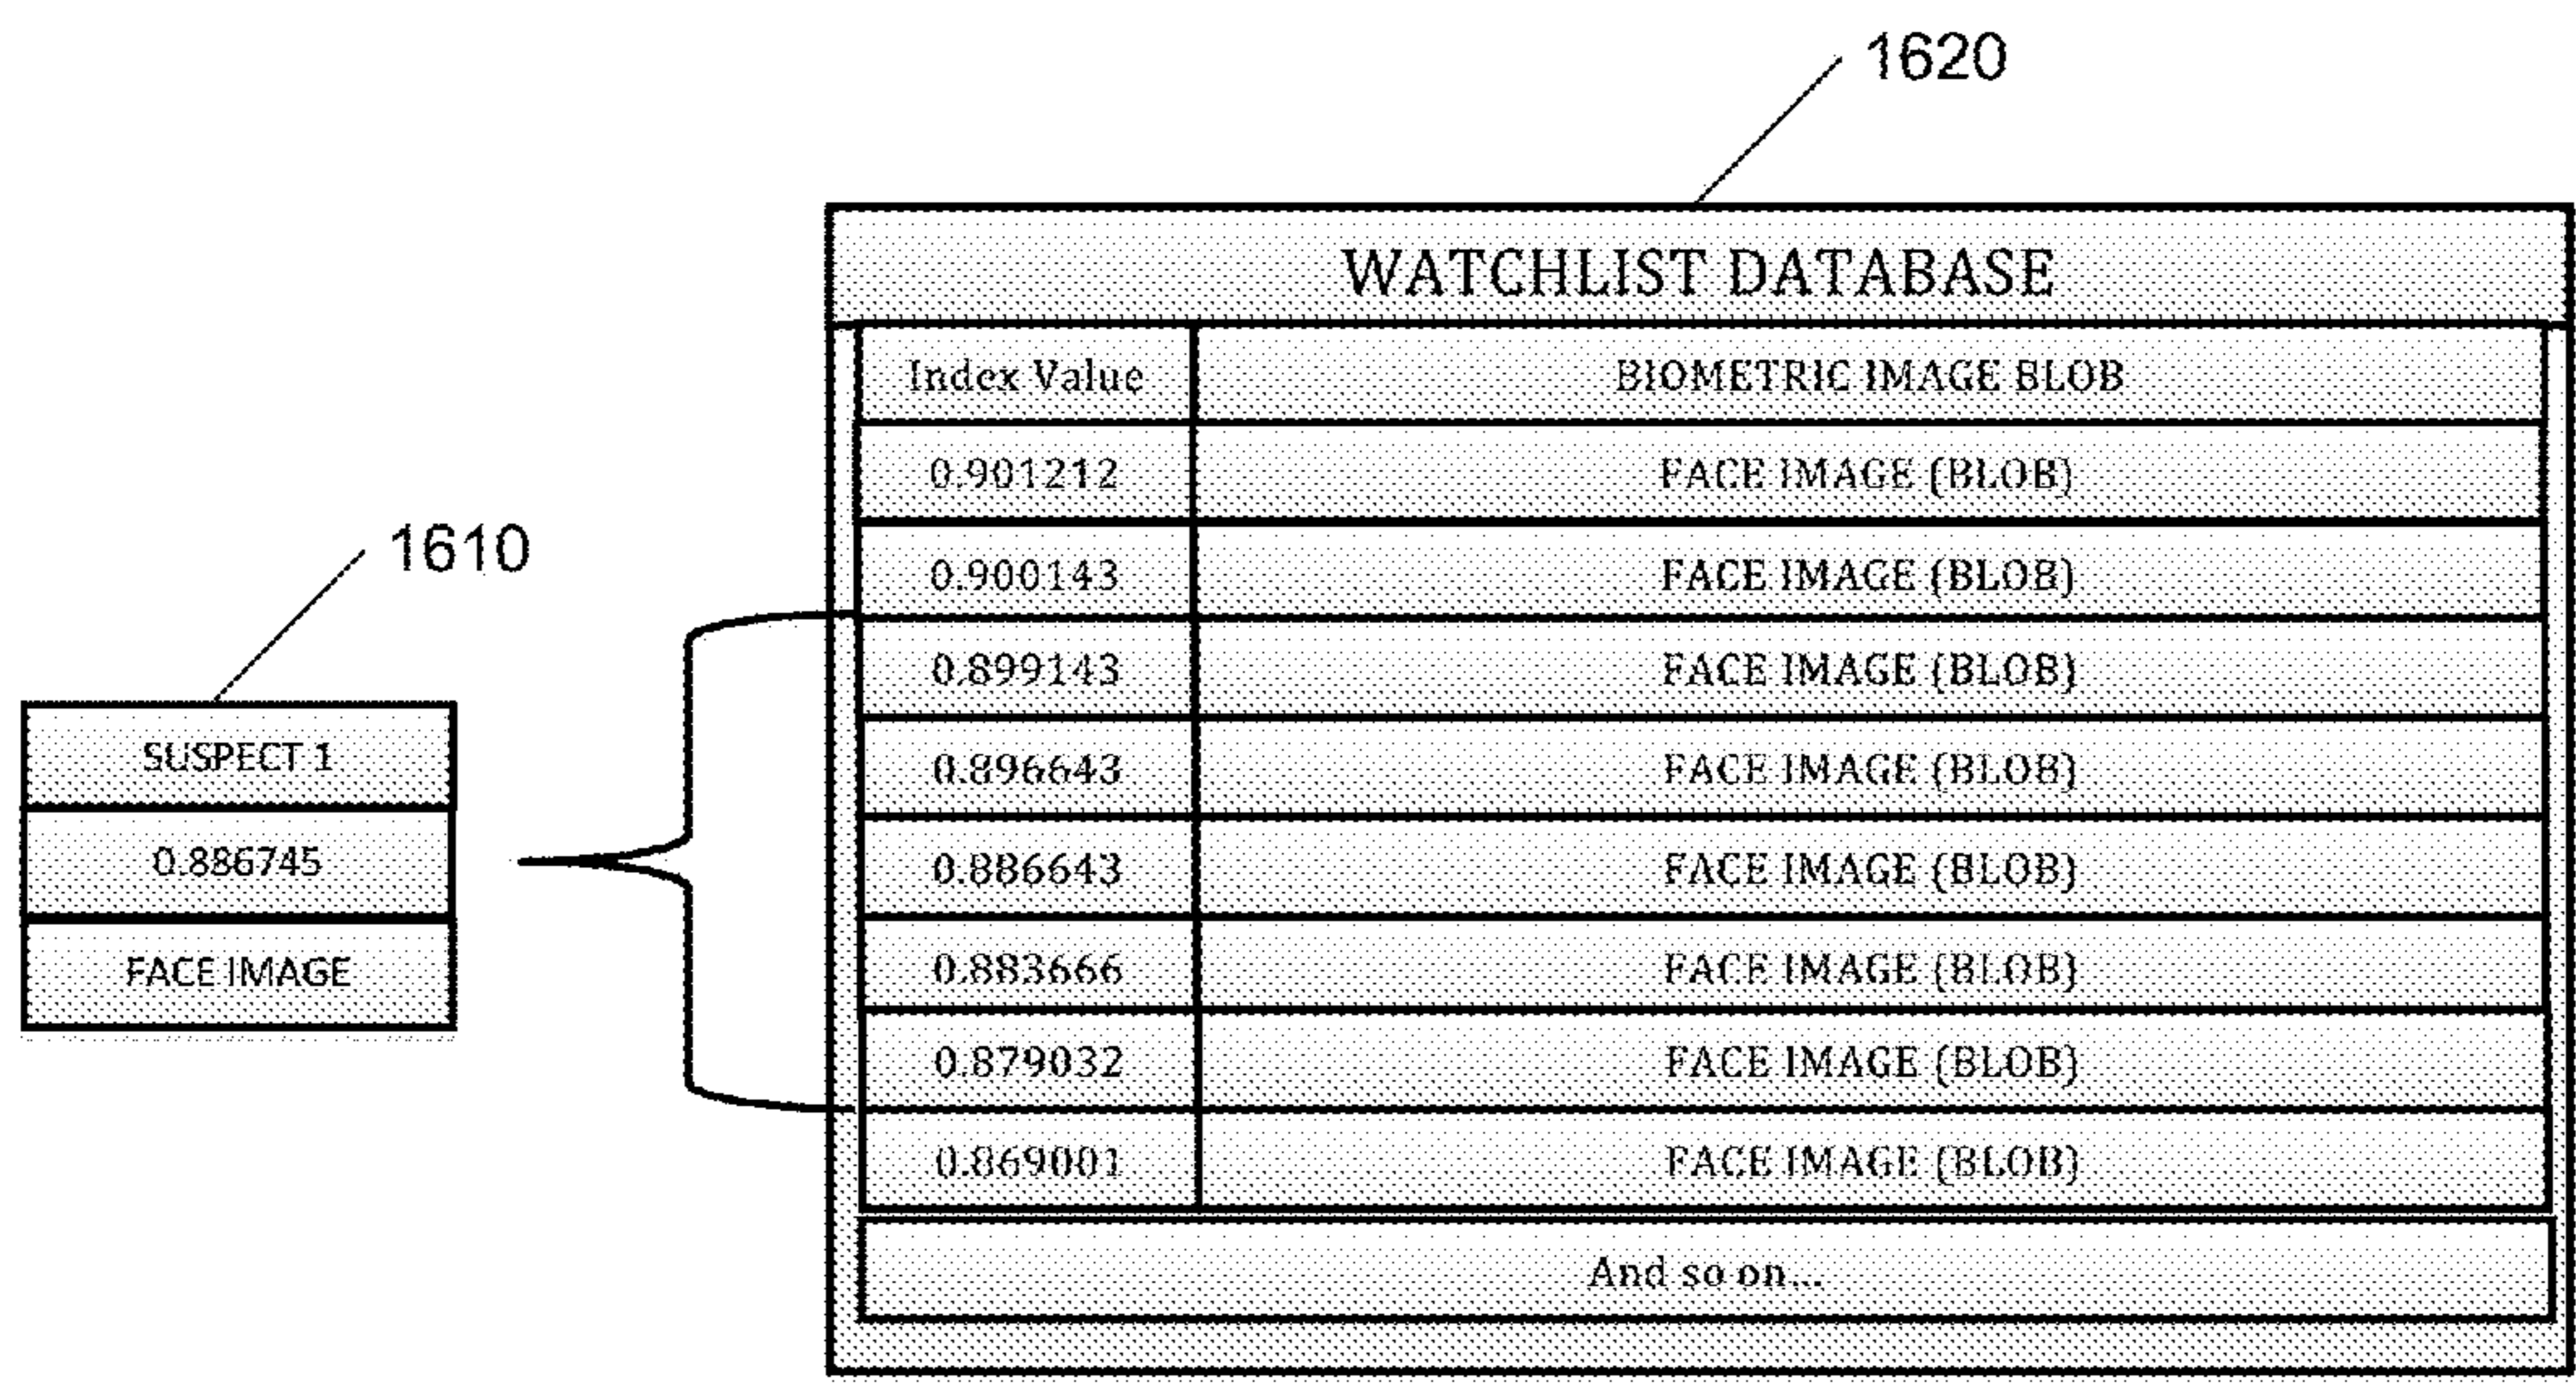 1620
WATCHLIST DATABASE
Index Value BIOMETRIC IMAGE BLOB
0.901212 FACE IMAGE (BLOB)
0.900143 FACE IMAGE (BLOB)
0.899143 FACE IMAGE (BLOB)
0.896643 FACE IMAGE (BLOB)
0.886643 FACE IMAGE (BLOB)
0.883666 FACE IMAGE (BLOB)
0.879032 FACE IMAGE (BLOB)
0.869001 FACE IMAGE (BLOB)
And so on...
1610
SUSPECT 1
0.886745
FACE IMAGE